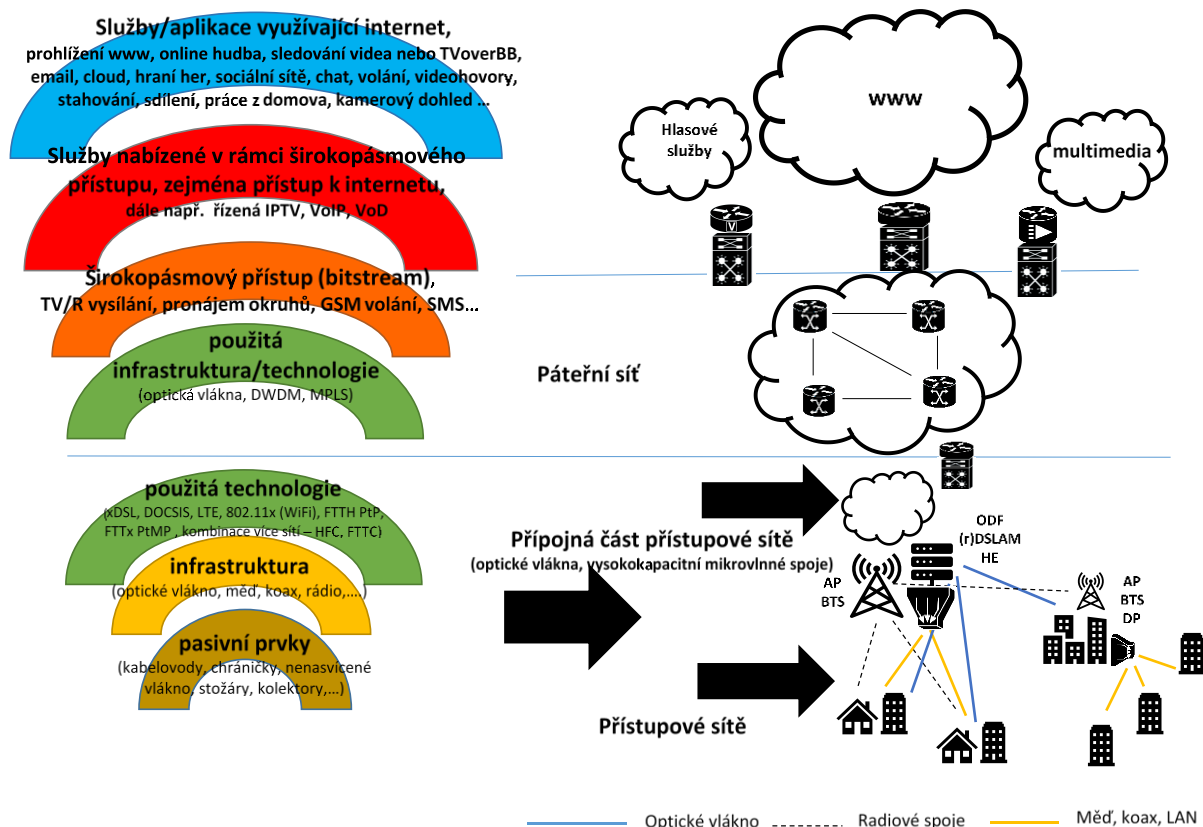 Služby/aplikace využívající internet,
prohlížení www, online hudba, sledování videa nebo TVoverBB,
email, cloud, hraní her, sociální sítě, chat, volání, videohovory,
stahování, sdílení, práce z domova, kamerový dohled ...
Služby nabízené v rámci širokopásmového
přístupu, zejména přístup k internetu,
dále např. řízená IPTV, VoIP, VoD
Širokopásmový přístup (bitstream),
TV/R vysílání, pronájem okruhů, GSM volání, SMS...
použitá
infrastruktura/technologie
(optická vlákna, DWDM, MPLS)
použitá technologie
(xDSL, DOCSIS, LTE, 802.11x (WiFi), FTTH PtP,
FTTx PtMP , kombinace více sítí – HFC, FTTC)
infrastruktura
(optické vlákno, měď, koax, rádio,....)
pasivní prvky
(kabelovody, chráničky, nenasvícené
vlákno, stožáry, kolektory,...)
www
Hlasové
služby
multimedia
V
Páteřní síť
Přípojná část přístupové sítě
(optické vlákna, vysokokapacitní mikrovlnné spoje)
ODF
(r)DSLAM
HE
AP
BTS
AP
BTS
DP
Přístupové sítě
Optické vlákno
Radiové spoje
Měď, koax, LAN